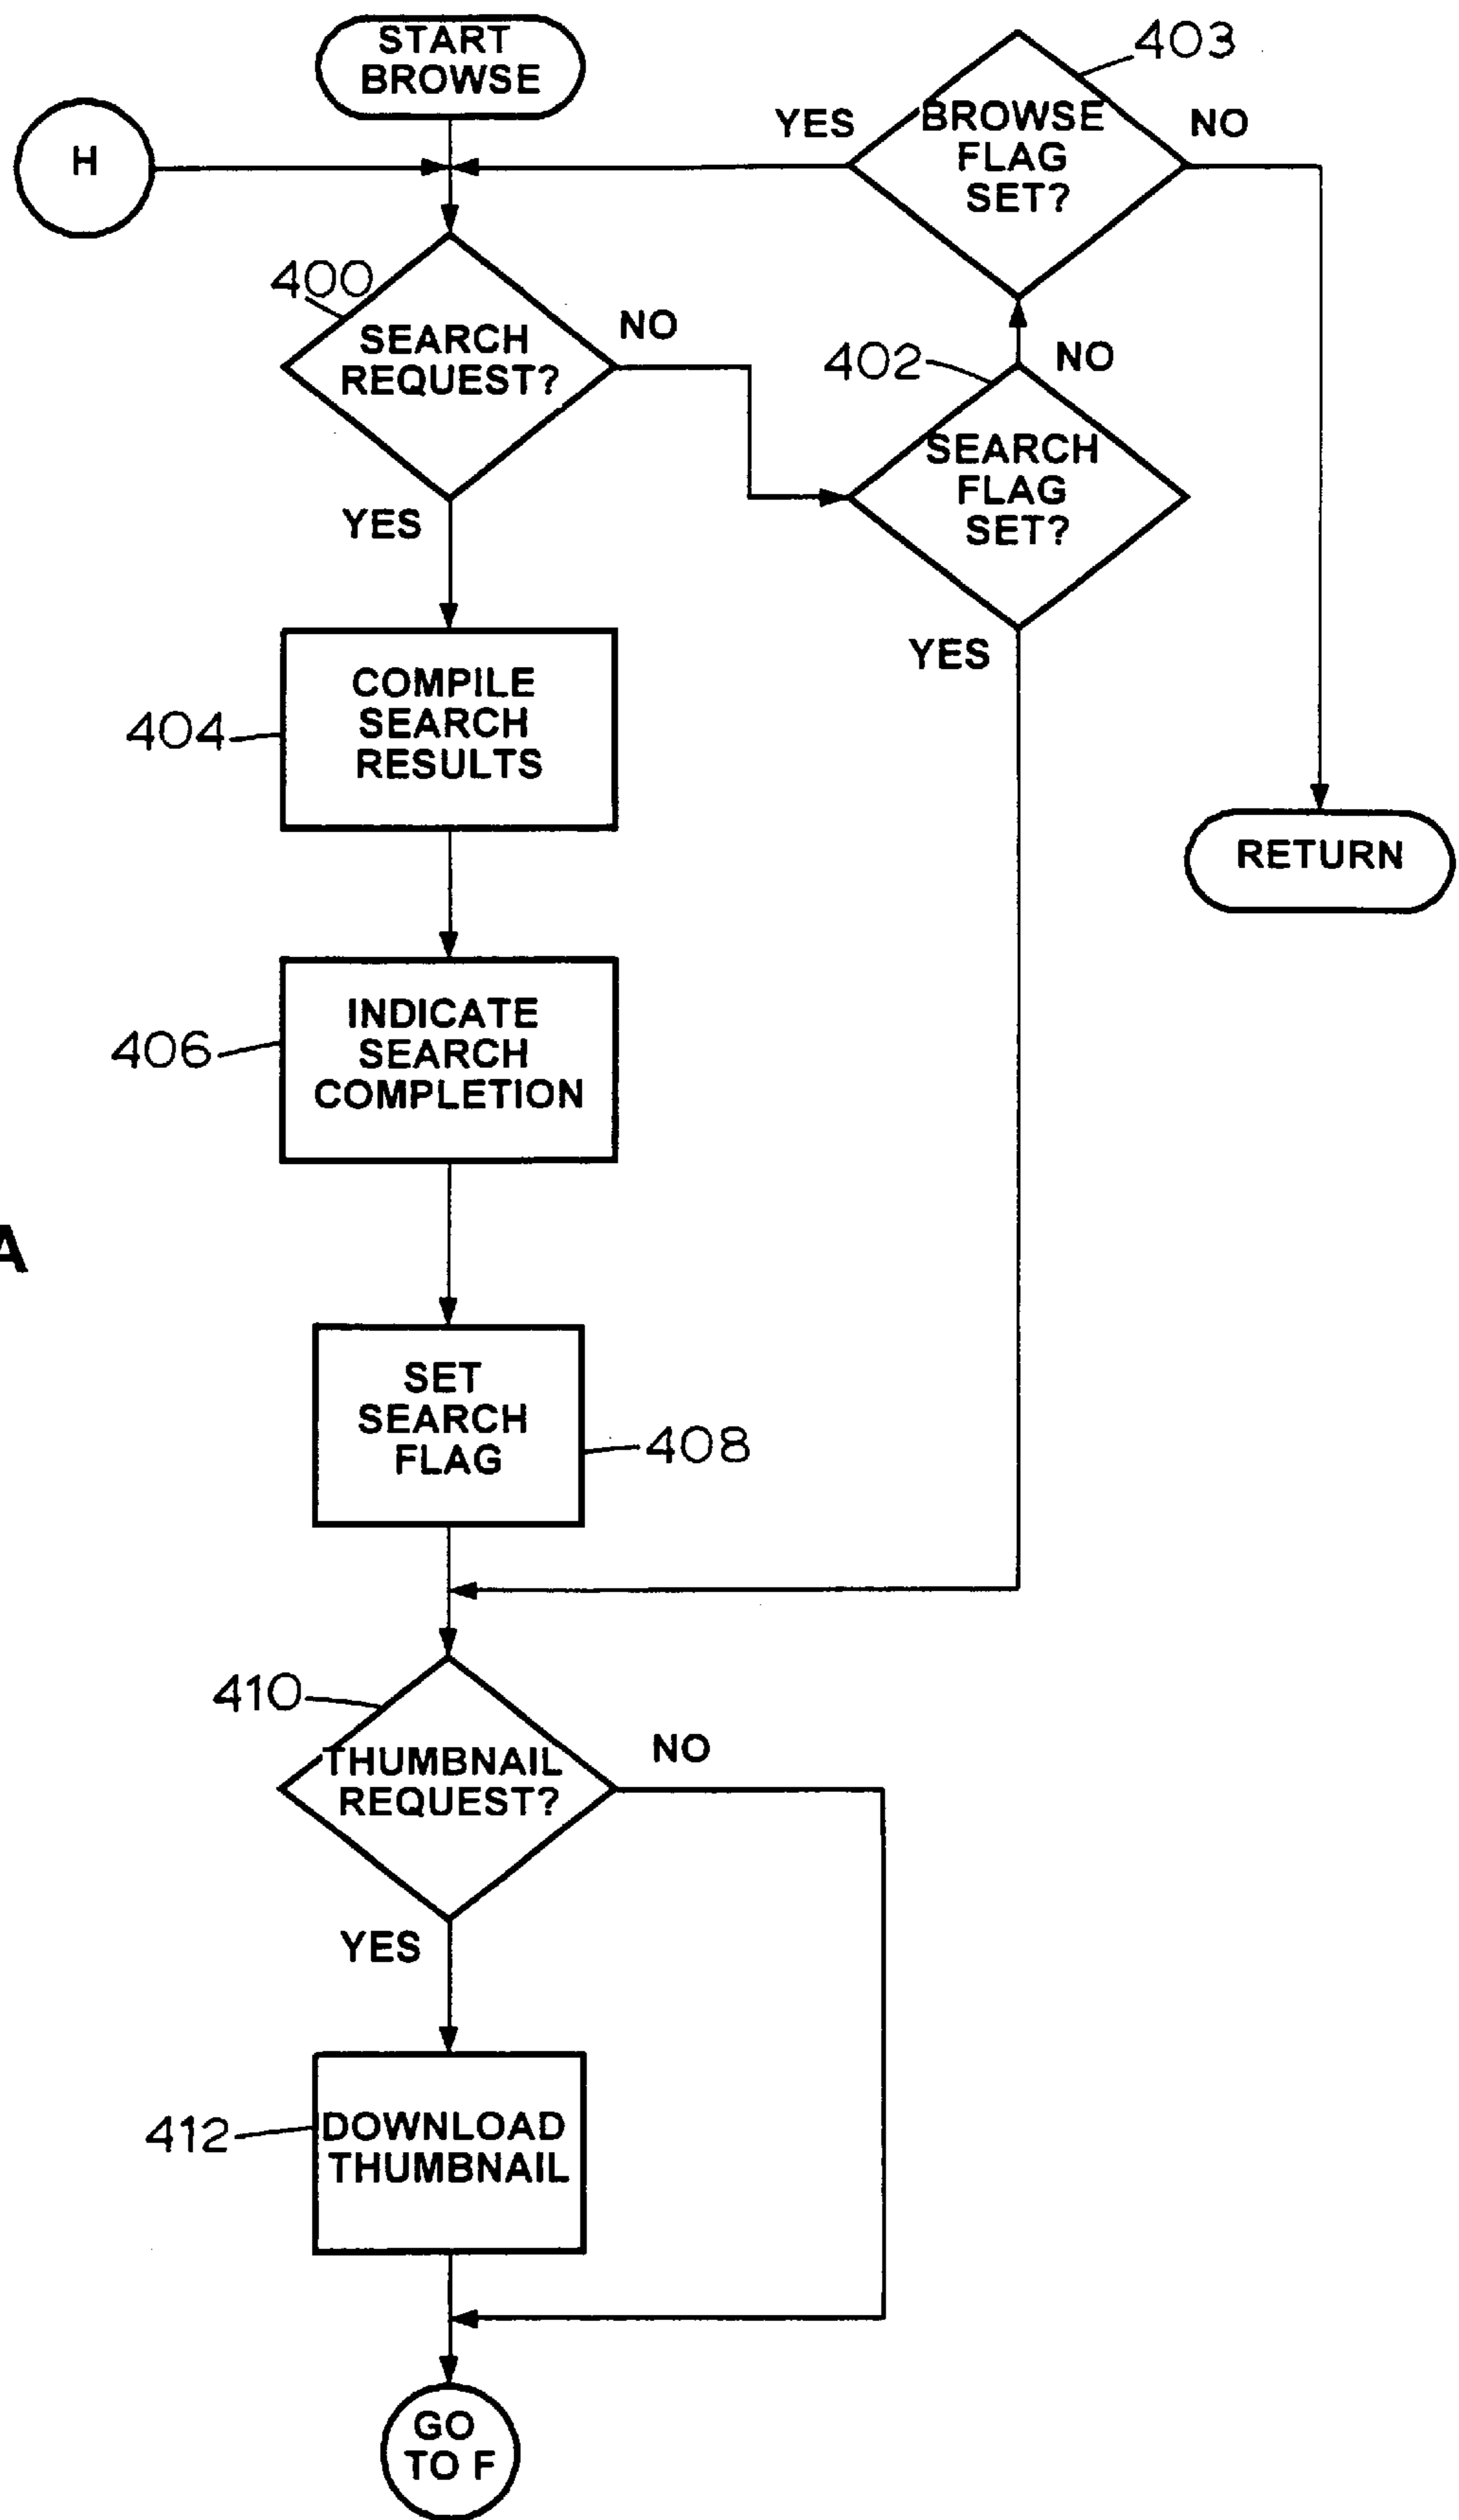 START
BROWSE
403
BROWSE
FLAG
SET?
YES
NO
H
400
SEARCH
REQUEST?
NO
402
NO
SEARCH
FLAG
SET?
YES
YES
COMPILE
SEARCH
RESULTS
404
RETURN
INDICATE
SEARCH
COMPLETION
406
A
SET
SEARCH
FLAG
408
410
THUMBNAIL
REQUEST?
NO
YES
412
DOWNLOAD
THUMBNAIL
GO
TO F